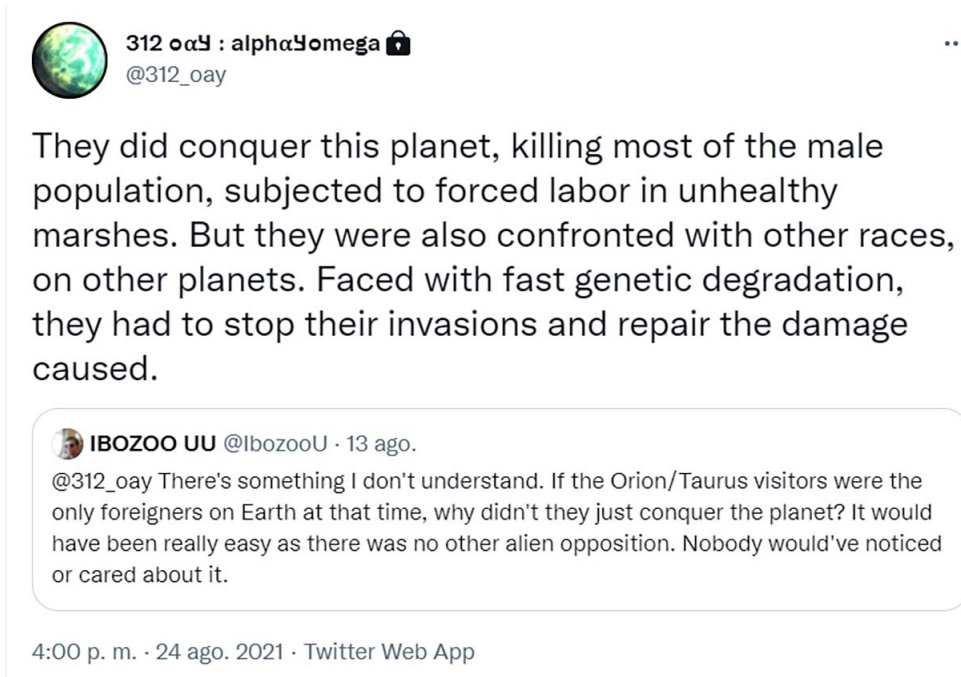 312 oαУ : alphαУomega
@312_oay
They did conquer this planet, killing most of the male
population, subjected to forced labor in unhealthy
marshes. But they were also confronted with other races,
on other planets. Faced with fast genetic degradation,
they had to stop their invasions and repair the damage
caused.
IBOZOO UU @IbozooU · 13 ago.
@312_oay There's something I don't understand. If the Orion/Taurus visitors were the
only foreigners on Earth at that time, why didn't they just conquer the planet? It would
have been really easy as there was no other alien opposition. Nobody would've noticed
or cared about it.
4:00 p. m. · 24 ago. 2021 · Twitter Web App